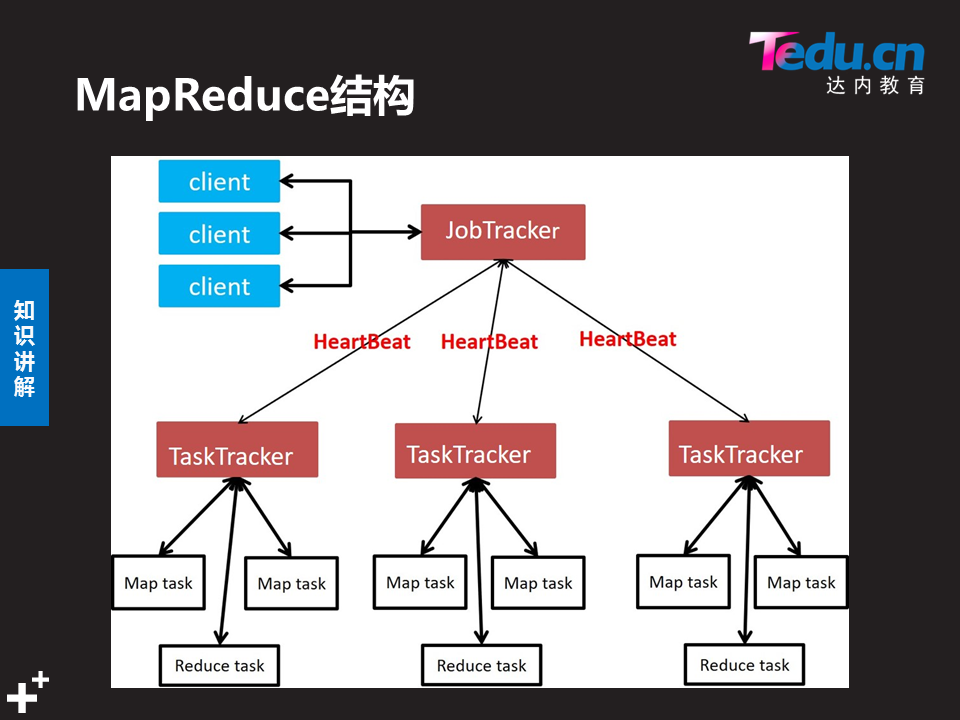 Tedu.cn
达内教育
MapReduce结构
client
client
client
JobTracker
HeartBeat
HeartBeat
HeartBeat
知识讲解
TaskTracker
TaskTracker
TaskTracker
Map task
Map task
Map task
Map task
Map task
Map task
Reduce task
Reduce task
Reduce task